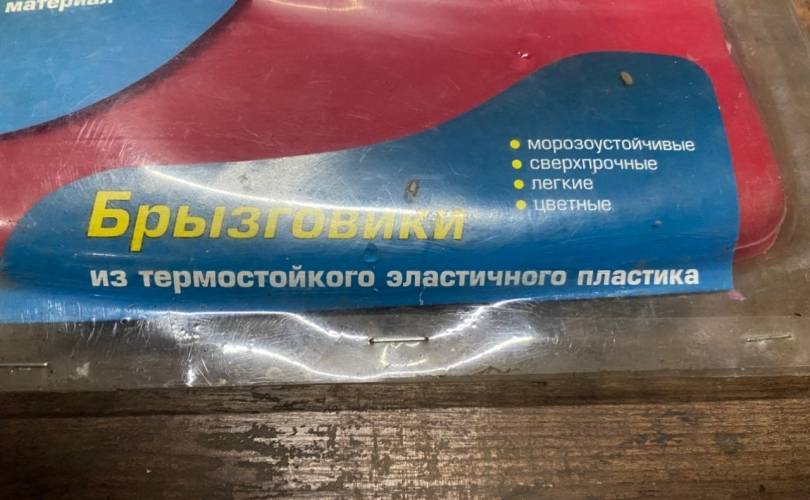 материал
морозоустойчивые
сверхпрочные
легкие
цветные
Брызговики
из термостойкого эластичного пластика